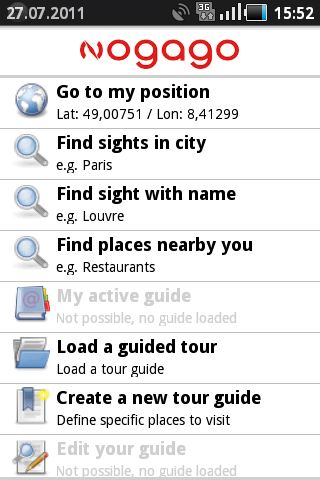 27.07.2011 3G 15:52
nogago
Go to my position
Lat: 49,00751 / Lon: 8,41299
Find sights in city
e.g. Paris
Find sight with name
e.g. Louvre
Find places nearby you
e.g. Restaurants
My active guide
Not possible, no guide loaded
Load a guided tour
Load a tour guide
Create a new tour guide
Define specific places to visit
Edit your guide
Not possible, no guide loaded